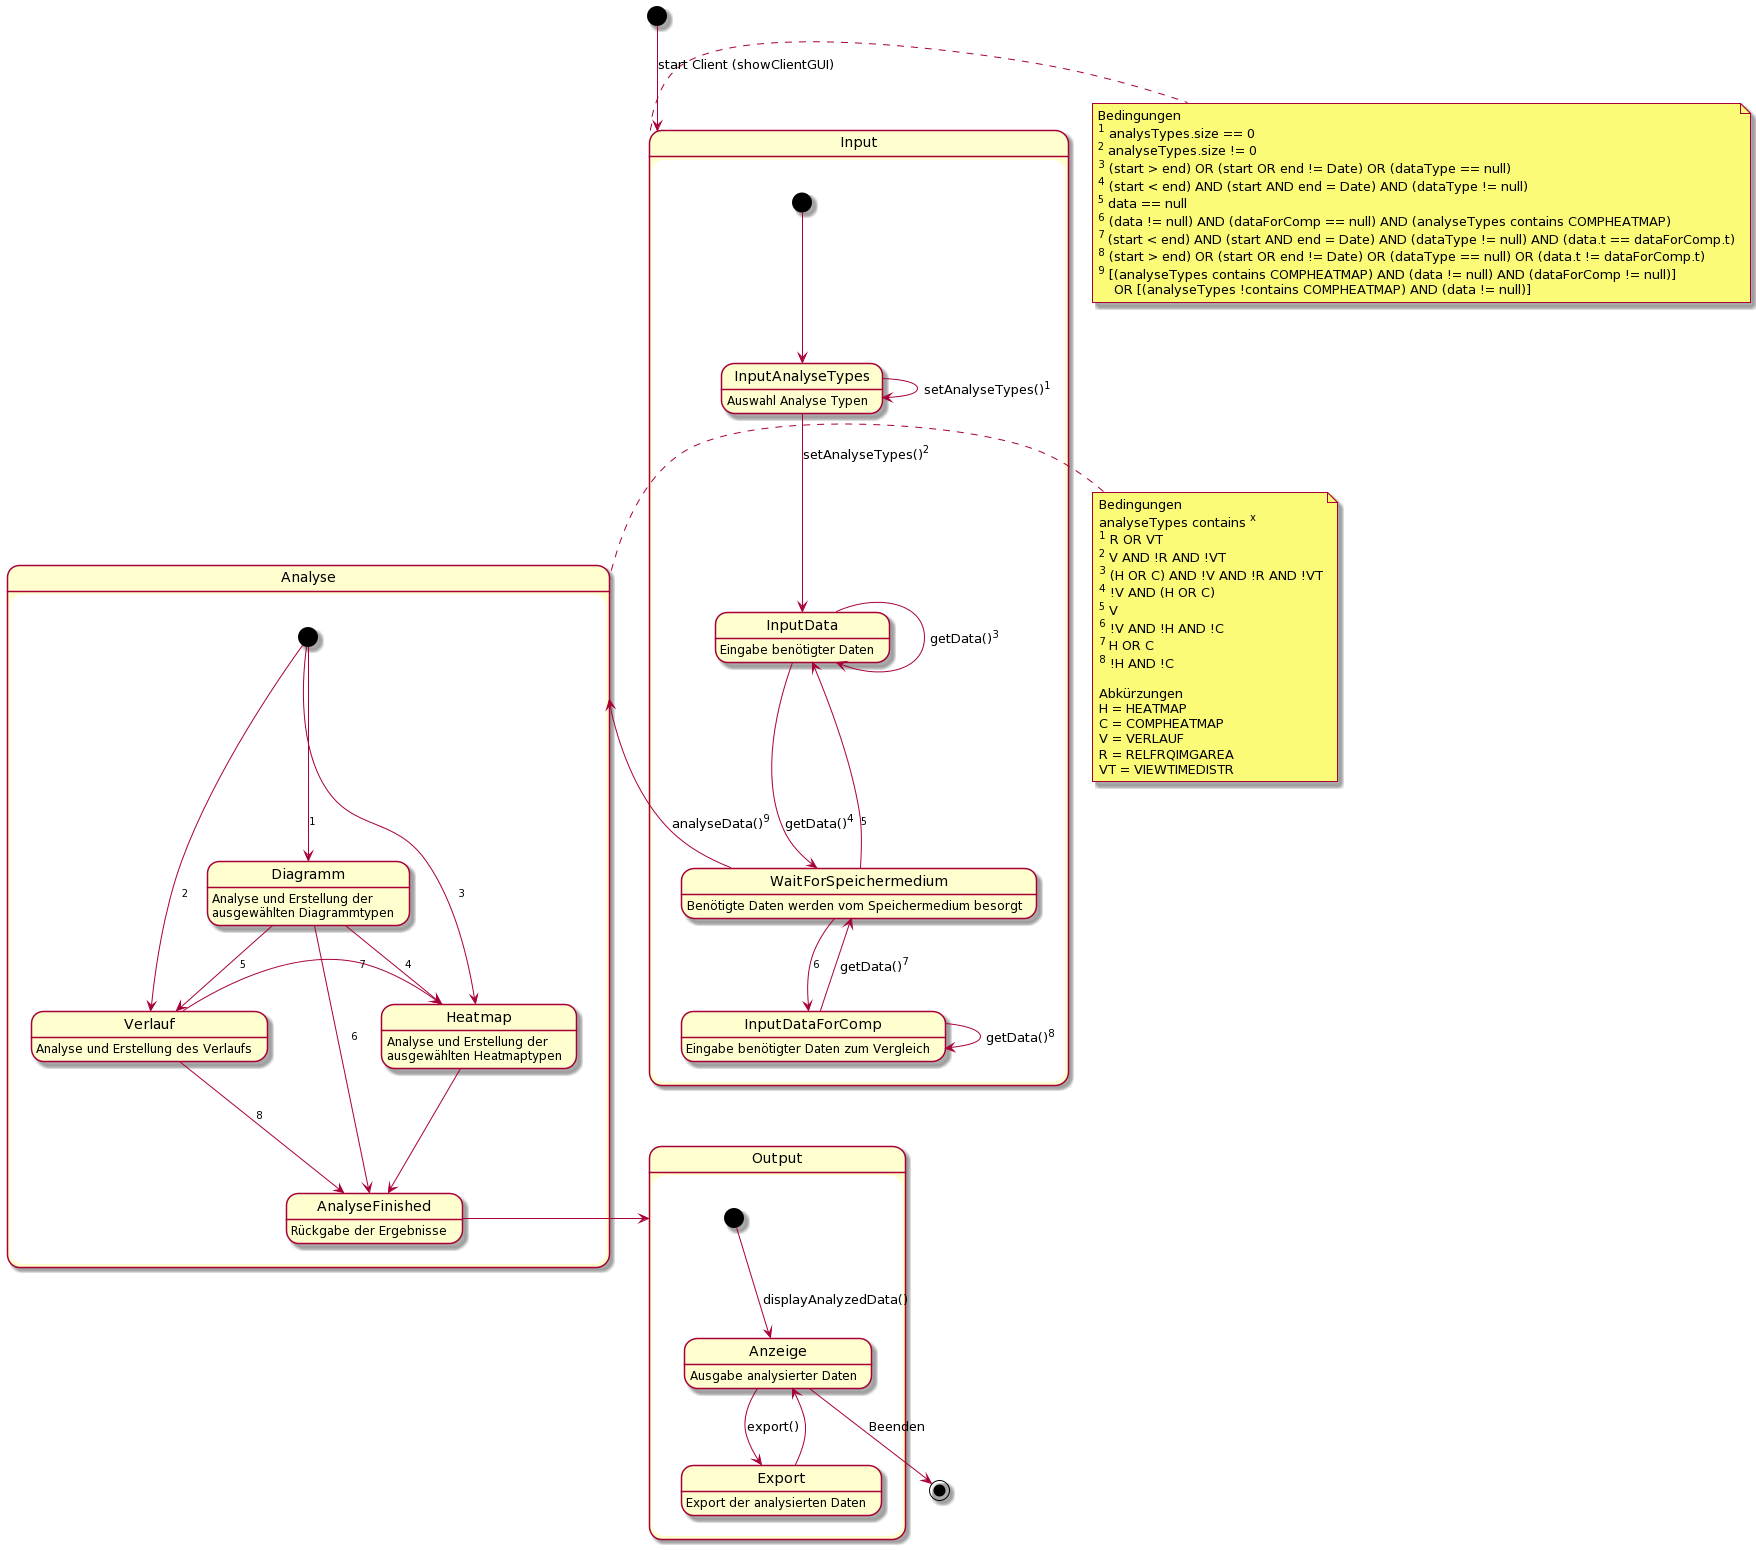 start Client (showClientGUI)
Input
Bedingungen
¹ analysTypes.size == 0
² analyseTypes.size != 0
³ (start > end) OR (start OR end != Date) OR (dataType == null)
⁴ (start < end) AND (start AND end = Date) AND (dataType != null)
⁵ data == null
⁶ (data != null) AND (dataForComp == null) AND (analyseTypes contains COMPHEATMAP)
⁷ (start < end) AND (start AND end = Date) AND (dataType != null) AND (data.t == dataForComp.t)
⁸ (start > end) OR (start OR end != Date) OR (dataType == null) OR (data.t != dataForComp.t)
⁹ [(analyseTypes contains COMPHEATMAP) AND (data != null) AND (dataForComp != null)]
OR [(analyseTypes !contains COMPHEATMAP) AND (data != null)]
InputAnalyseTypes
Auswahl Analyse Typen
setAnalyseTypes()¹
setAnalyseTypes()²
Bedingungen
analyseTypes contains ˣ
¹ R OR VT
² V AND !R AND !VT
³ (H OR C) AND !V AND !R AND !VT
⁴ !V AND (H OR C)
⁵ V
⁶ !V AND !H AND !C
⁷ H OR C
⁸ !H AND !C
Abkürzungen
H = HEATMAP
C = COMPHEATMAP
V = VERLAUF
R = RELFRQIMGAREA
VT = VIEWTIMEDISTR
InputData
Eingabe benötigter Daten
getData()³
analyseData()⁹
getData()⁴
5
WaitForSpeichermedium
Benötigte Daten werden vom Speichermedium besorgt
6
getData()⁷
InputDataForComp
Eingabe benötigter Daten zum Vergleich
getData()⁸
Analyse
1
2
3
Diagramm
Analyse und Erstellung der
ausgewählten Diagrammtypen
5
7
4
Verlauf
Analyse und Erstellung des Verlaufs
Heatmap
Analyse und Erstellung der
ausgewählten Heatmaptypen
6
8
AnalyseFinished
Rückgabe der Ergebnisse
Output
displayAnalyzedData()
Anzeige
Ausgabe analysierter Daten
export()
Beenden
Export
Export der analysierten Daten